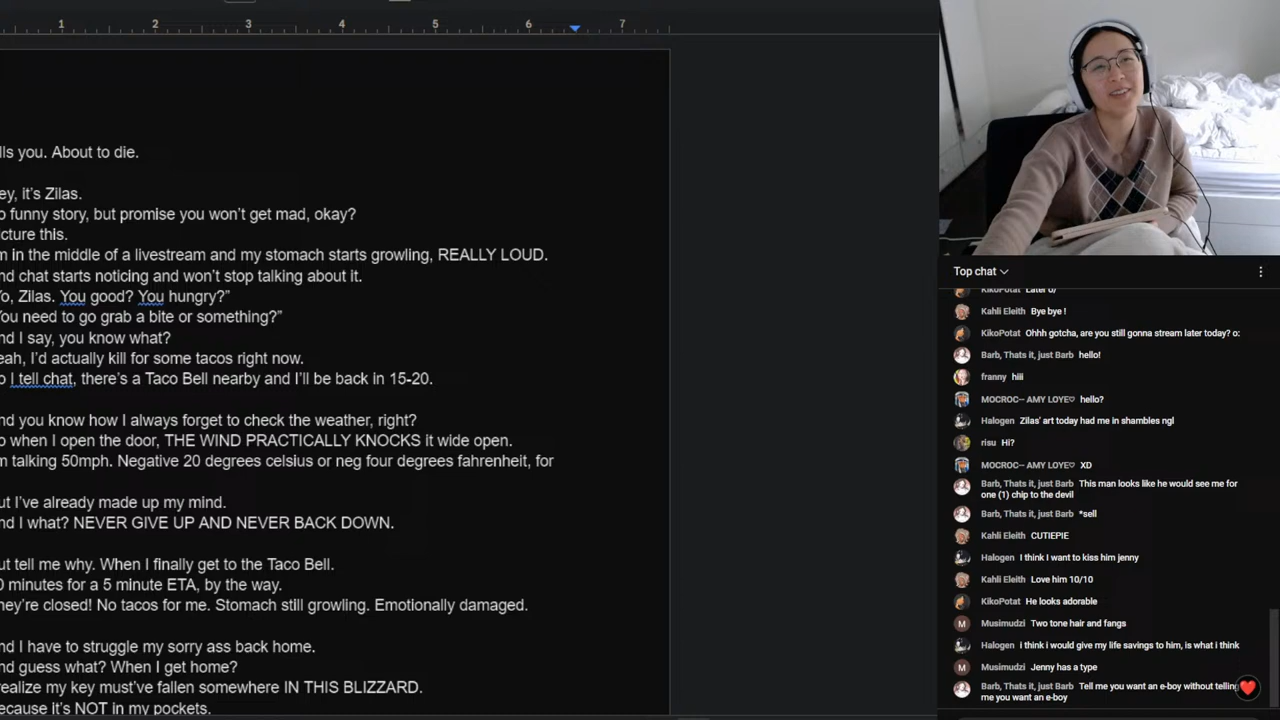 1 2 3 4 5 6 7
lls you. About to die.
ey, it's Zilas.
o funny story, but promise you won't get mad, okay?
icture this.
m in the middle of a livestream and my stomach starts growling, REALLY LOUD.
nd chat starts noticing and won't stop talking about it.
o, Zilas. You good? You hungry?"
ou need to go grab a bite or something?"
nd I say, you know what?
eah, I'd actually kill for some tacos right now.
o I tell chat, there's a Taco Bell nearby and I'll be back in 15-20.
nd you know how I always forget to check the weather, right?
o when I open the door, THE WIND PRACTICALLY KNOCKS it wide open.
m talking 50mph. Negative 20 degrees celsius or neg four degrees fahrenheit, for
ut I've already made up my mind.
nd I what? NEVER GIVE UP AND NEVER BACK DOWN.
ut tell me why. When I finally get to the Taco Bell.
0 minutes for a 5 minute ETA, by the way.
hey're closed! No tacos for me. Stomach still growling. Emotionally damaged.
nd I have to struggle my sorry ass back home.
nd guess what? When I get home?
realize my key must've fallen somewhere IN THIS BLIZZARD.
ecause it's NOT in my pockets.
Top chat
KikoPotat Later o/
Kahli Eleith Bye bye !
KikoPotat Ohhh gotcha, are you still gonna stream later today? o:
Barb, Thats it, just Barb hello!
franny hiii
MOCROC~ AMY LOYE♡ hello?
Halogen Zilas' art today had me in shambles ngl
risu Hi?
MOCROC~ AMY LOYE♡ XD
Barb, Thats it, just Barb This man looks like he would see me for
one (1) chip to the devil
Barb, Thats it, just Barb *sell
Kahli Eleith CUTIEPIE
Halogen I think I want to kiss him jenny
Kahli Eleith Love him 10/10
KikoPotat He looks adorable
M Musimudzi Two tone hair and fangs
Halogen i think i would give my life savings to him, is what i think
M Musimudzi Jenny has a type
Barb, Thats it, just Barb Tell me you want an e-boy without telling
me you want an e-boy